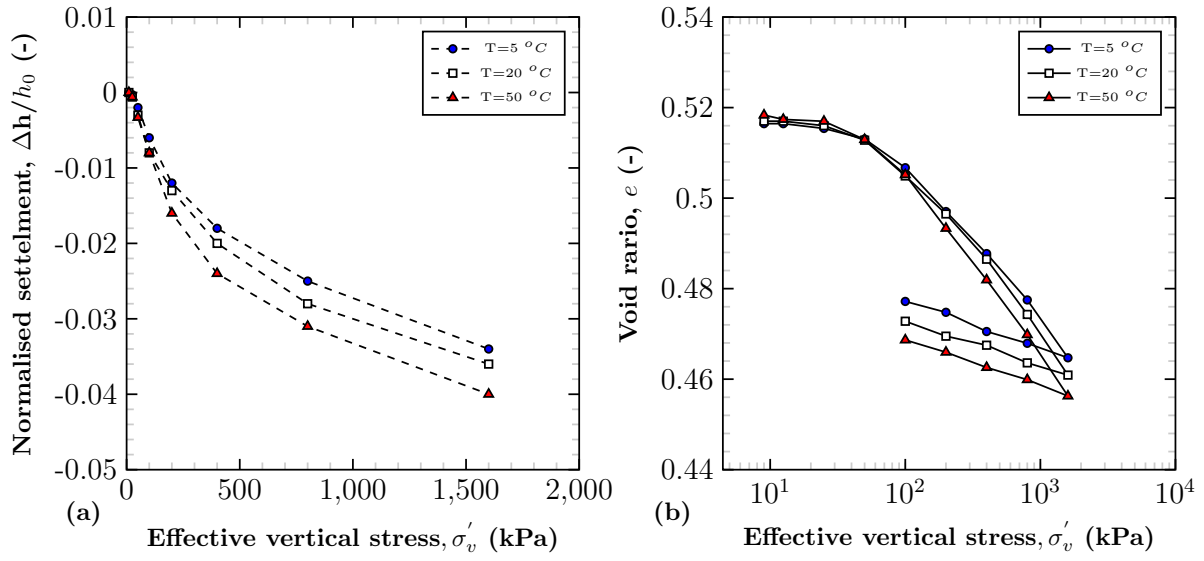 0.01
0
-0.01
-0.02
-0.03
-0.04
-0.05
0 500 1,000 1,500 2,000
Normalised settelment, Δh/h₀ (-)
Effective vertical stress, σ′ᵥ (kPa)
(a)
T=5 °C
T=20 °C
T=50 °C
0.54
0.52
0.5
0.48
0.46
0.44
10¹ 10² 10³ 10⁴
Void rario, e (-)
Effective vertical stress, σ′ᵥ (kPa)
(b)
T=5 °C
T=20 °C
T=50 °C